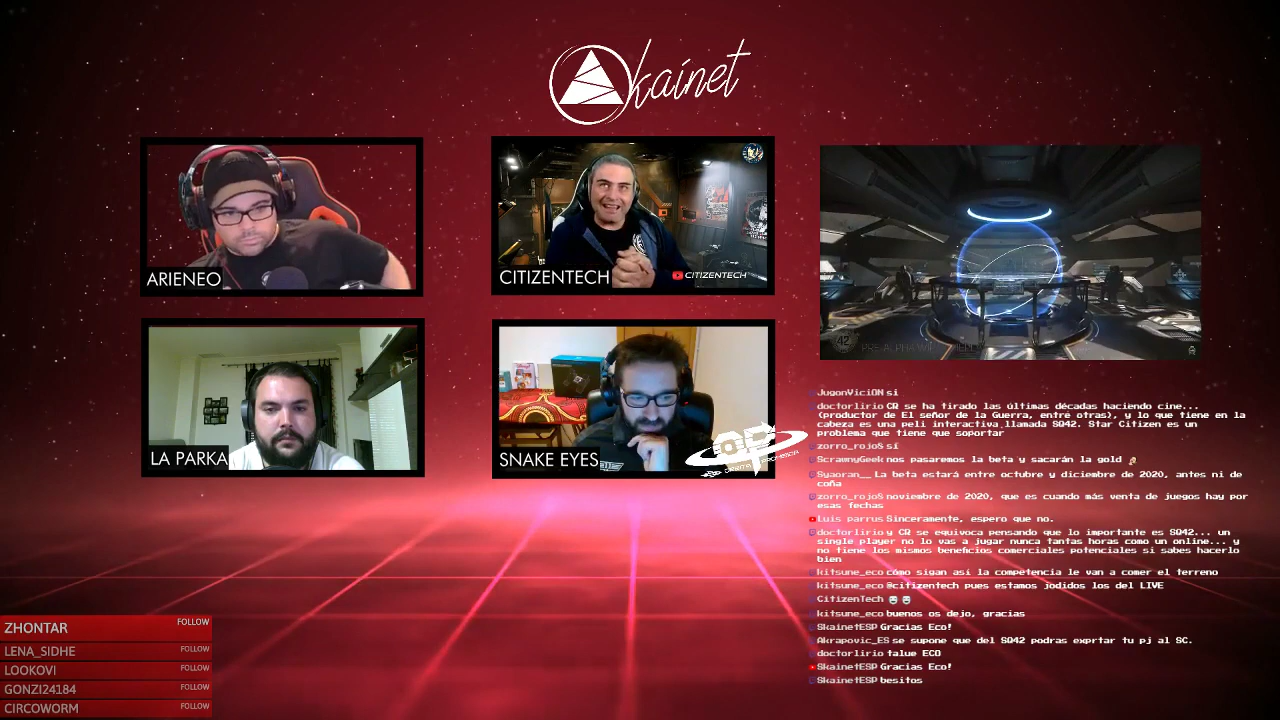 kainet
ARIENEO
CITIZENTECH
CITIZENTECH
LA PARKA
SNAKE EYES
42
JugonViciON si
doctorlirio CR se ha tirado las últimas décadas haciendo cine...
(productor de El señor de la Guerra, entre otras), y lo que tiene en la
cabeza es una peli interactiva llamada SQ42. Star Citizen es un
problema que tiene que soportar
zorro_rojo8 sí
ScrawnyGeek nos pasaremos la beta y sacarán la gold
Syaoran__ La beta estará entre octubre y diciembre de 2020, antes ni de
coña
zorro_rojo8 noviembre de 2020, que es cuando más venta de juegos hay por
esas fechas
Luis parrus Sinceramente, espero que no.
doctorlirio y CR se equivoca pensando que lo importante es SQ42... un
single player no lo vas a jugar nunca tantas horas como un online... y
no tiene los mismos beneficios comerciales potenciales si sabes hacerlo
bien
kitsune_eco cómo sigan así la competencia le van a comer el terreno
kitsune_eco @citizentech pues estamos jodidos los del LIVE
CitizenTech
kitsune_eco buenos os dejo, gracias
SkainetESP Gracias Eco!
Akrapovic_ES se supone que del SQ42 podras exprtar tu pj al SC.
doctorlirio talue ECO
SkainetESP Gracias Eco!
SkainetESP besitos
ZHONTAR FOLLOW
LENA_SIDHE FOLLOW
LOOKOVI FOLLOW
GONZI24184 FOLLOW
CIRCOWORM FOLLOW